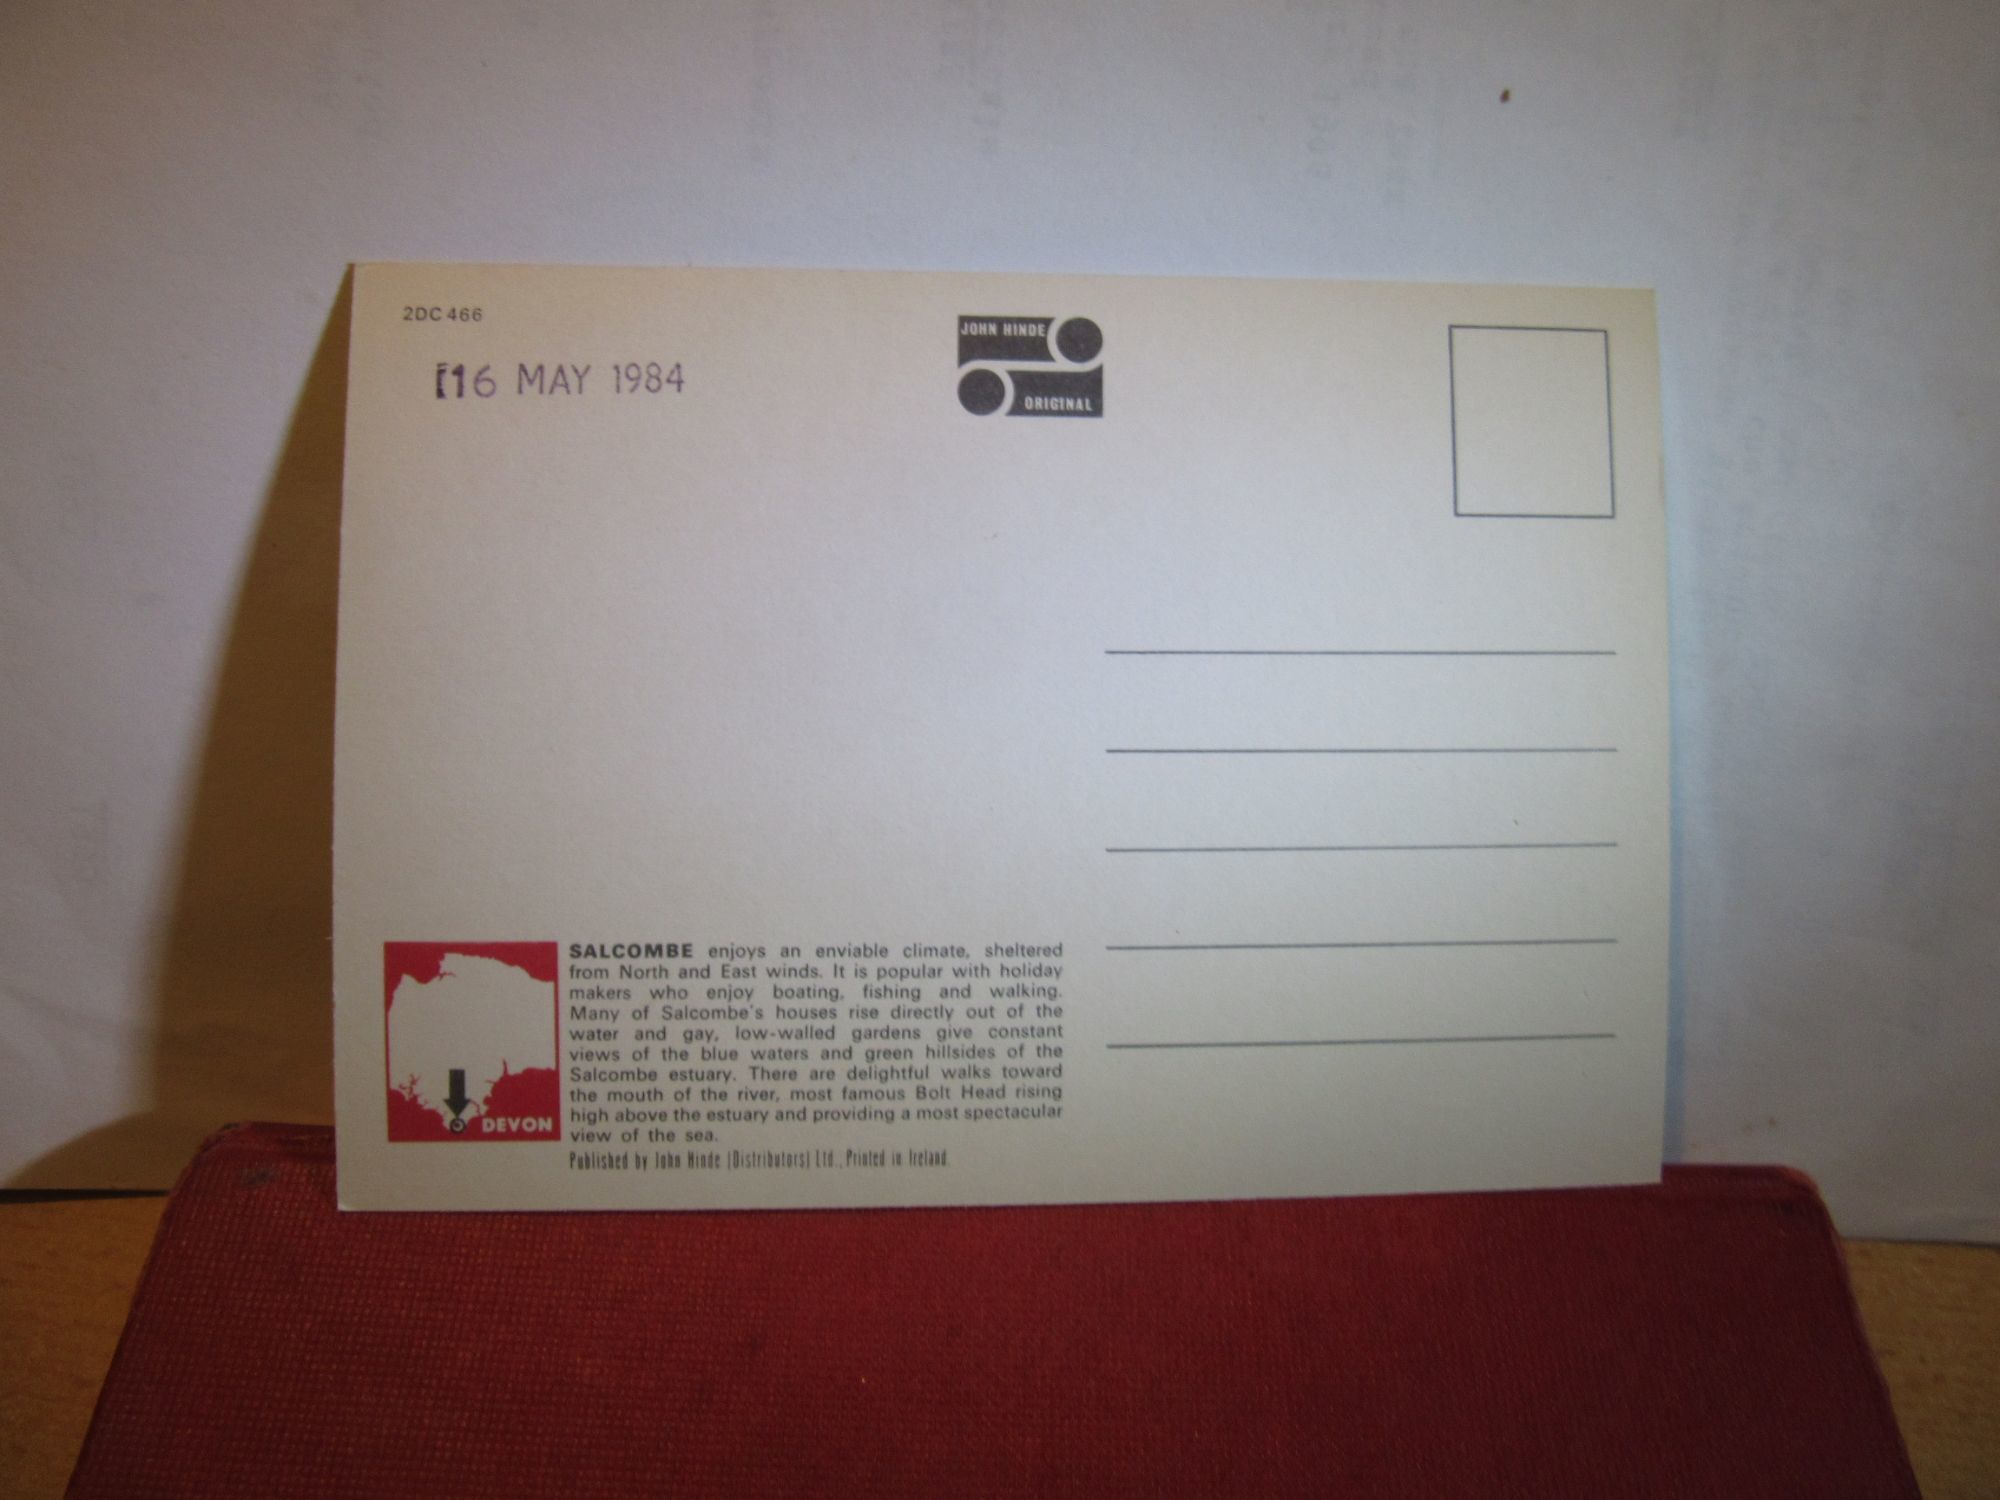 2DC 466
16 MAY 1984
JOHN HINDE
ORIGINAL
DEVON
SALCOMBE enjoys an enviable climate, sheltered
from North and East winds. It is popular with holiday
makers who enjoy boating, fishing and walking.
Many of Salcombe's houses rise directly out of the
water and gay, low-walled gardens give constant
views of the blue waters and green hillsides of the
Salcombe estuary. There are delightful walks toward
the mouth of the river, most famous Bolt Head rising
high above the estuary and providing a most spectacular
view of the sea.
Published by John Hinde (Distributors) Ltd., Printed in Ireland.